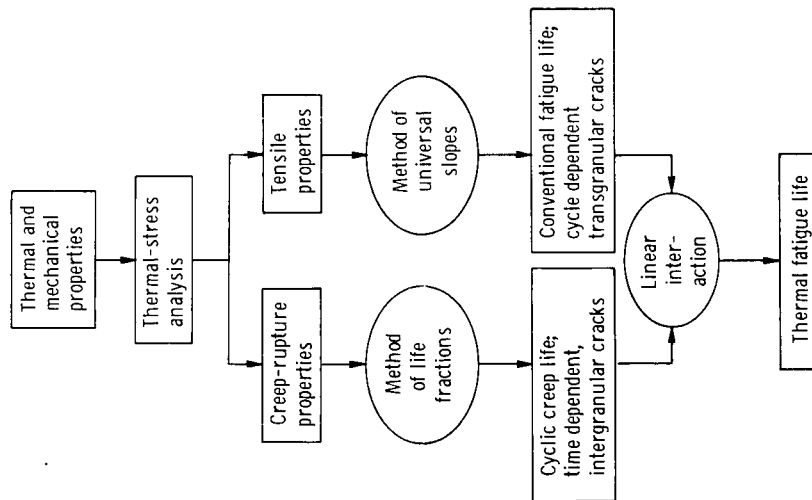 Thermal and
mechanical properties
Thermal-stress
analysis
Creep-rupture
properties
Tensile
properties
Method
of life
fractions
Method of
universal
slopes
Cyclic creep life;
time dependent,
intergranular cracks
Conventional fatigue life;
cycle dependent
transgranular cracks
Linear
inter-
action
Thermal fatigue life